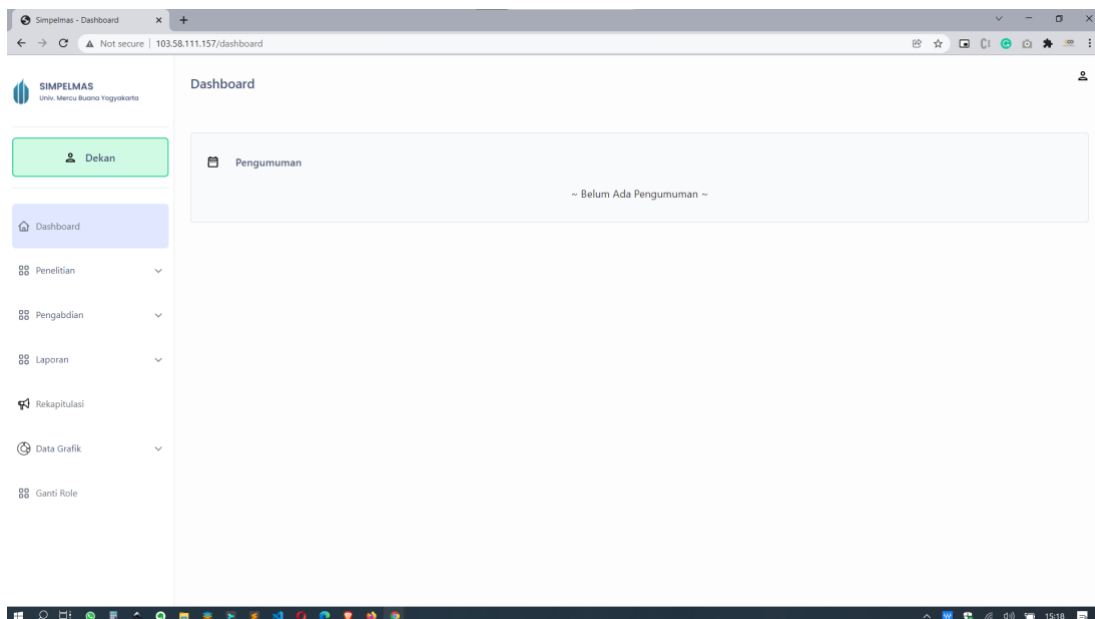 Simpelmas - Dashboard
Not secure | 103.58.111.157/dashboard
SIMPELMAS
Univ. Mercu Buana Yogyakarta
Dashboard
Dekan
Pengumuman
~ Belum Ada Pengumuman ~
Dashboard
Penelitian
Pengabdian
Laporan
Rekapitulasi
Data Grafik
Ganti Role
15:18